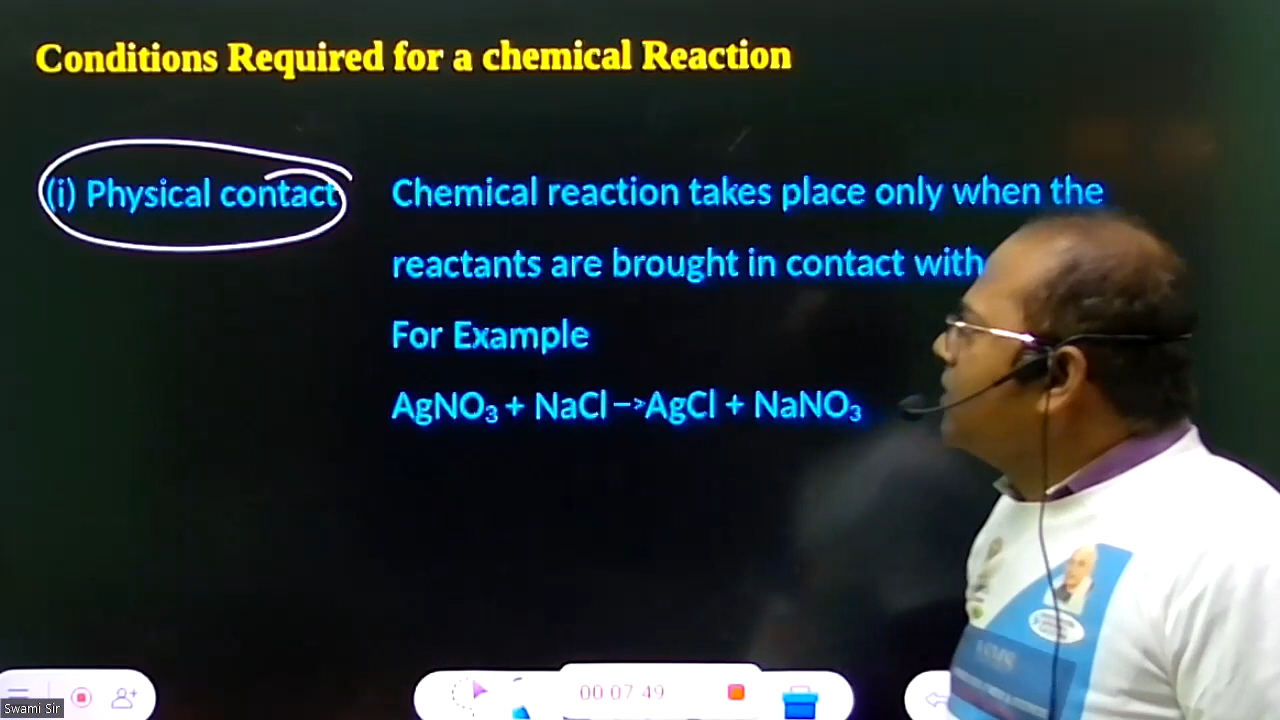 Conditions Required for a chemical Reaction
(i) Physical contact
Chemical reaction takes place only when the
reactants are brought in contact with
For Example
AgNO₃ + NaCl –>AgCl + NaNO₃
00:07:49
Swami Sir